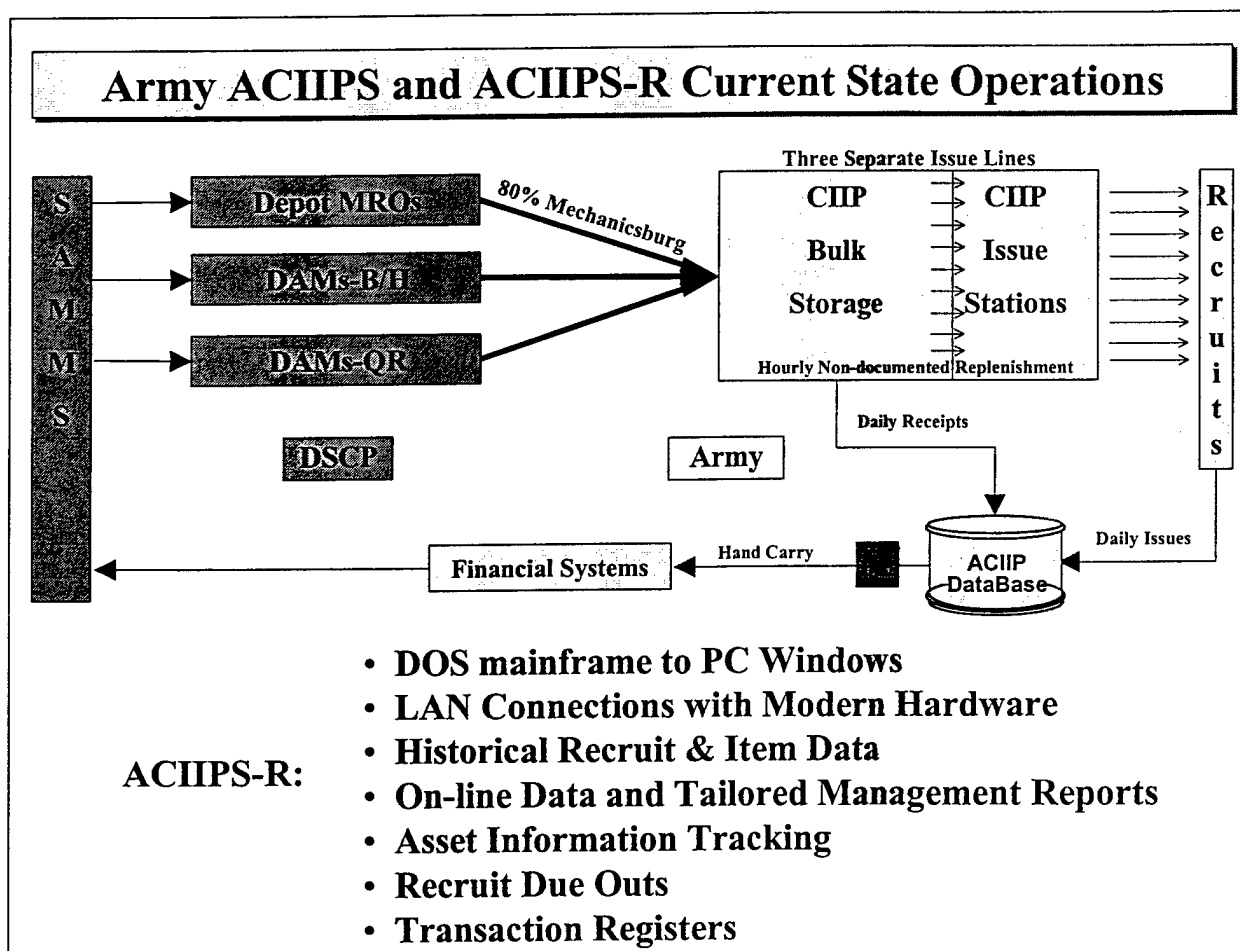 Army ACIIPS and ACIIPS-R Current State Operations
SAMMS
Depot MROs
DAMs-B/H
DAMs-QR
80% Mechanicsburg
Three Separate Issue Lines
CIIP
Bulk
Storage
CIIP
Issue
Stations
Hourly Non-documented Replenishment
Recruits
DSCP
Army
Daily Receipts
Daily Issues
ACIIP
DataBase
Hand Carry
Financial Systems
ACIIPS-R:
• DOS mainframe to PC Windows
• LAN Connections with Modern Hardware
• Historical Recruit & Item Data
• On-line Data and Tailored Management Reports
• Asset Information Tracking
• Recruit Due Outs
• Transaction Registers